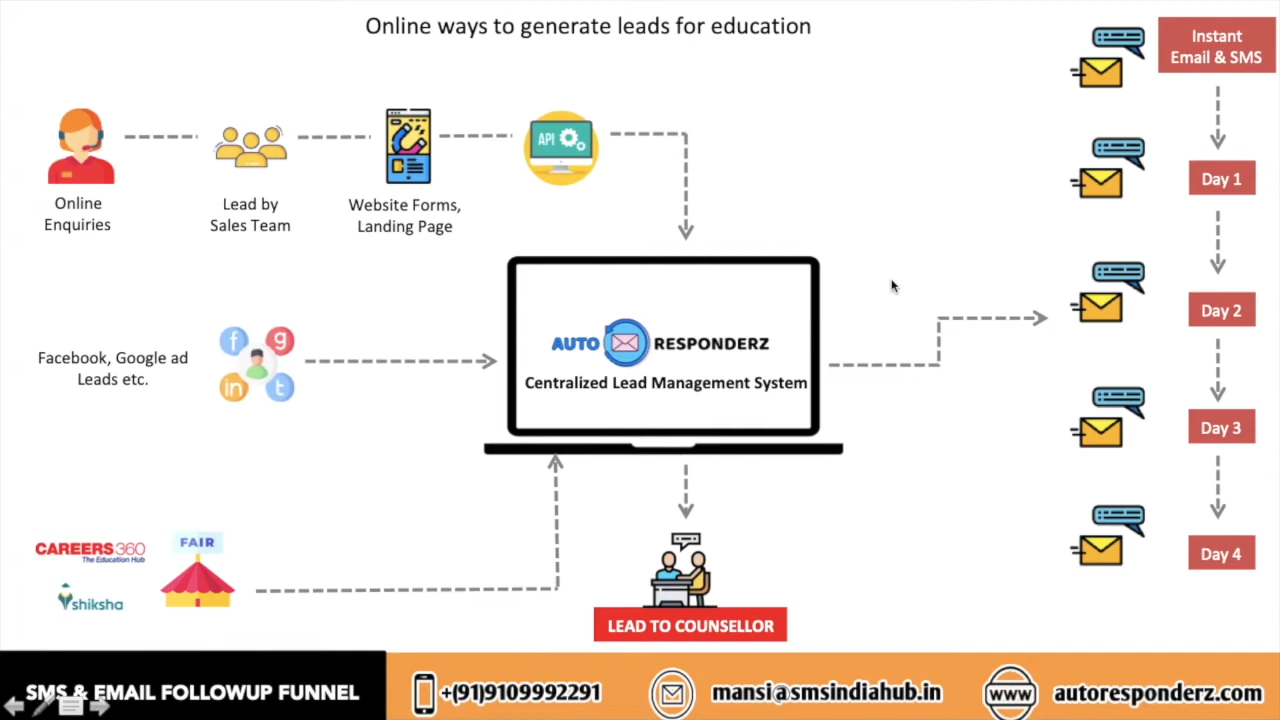 Online ways to generate leads for education
Instant
Email & SMS
API
Online
Enquiries
Lead by
Sales Team
Website Forms,
Landing Page
Day 1
Day 2
Facebook, Google ad
Leads etc.
f
g
in
t
AUTO RESPONDERZ
Centralized Lead Management System
Day 3
CAREERS360
The Education Hub
shiksha
FAIR
Day 4
LEAD TO COUNSELLOR
SMS & EMAIL FOLLOWUP FUNNEL
+(91)9109992291
mansi@smsindiahub.in
www
autoresponderz.com